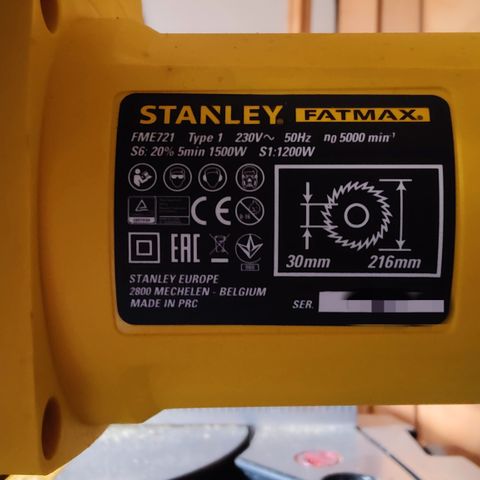 STANLEY. FATMAX.
FME721 Type 1 230V~ 50Hz n₀ 5000 min⁻¹
S6: 20% 5min 1500W S1:1200W
CE
EAC
30mm 216mm
STANLEY EUROPE
2800 MECHELEN - BELGIUM
MADE IN PRC
SER.